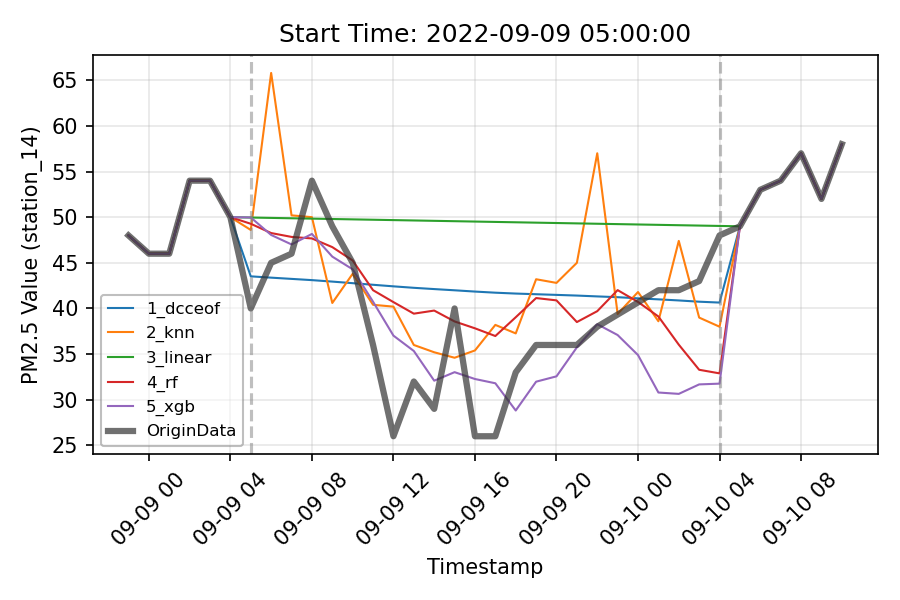 Start Time: 2022-09-09 05:00:00
PM2.5 Value (station_14)
65
60
55
50
45
40
35
30
25
1_dcceof
2_knn
3_linear
4_rf
5_xgb
OriginData
09-09 00
09-09 04
09-09 08
09-09 12
09-09 16
09-09 20
09-10 00
09-10 04
09-10 08
Timestamp